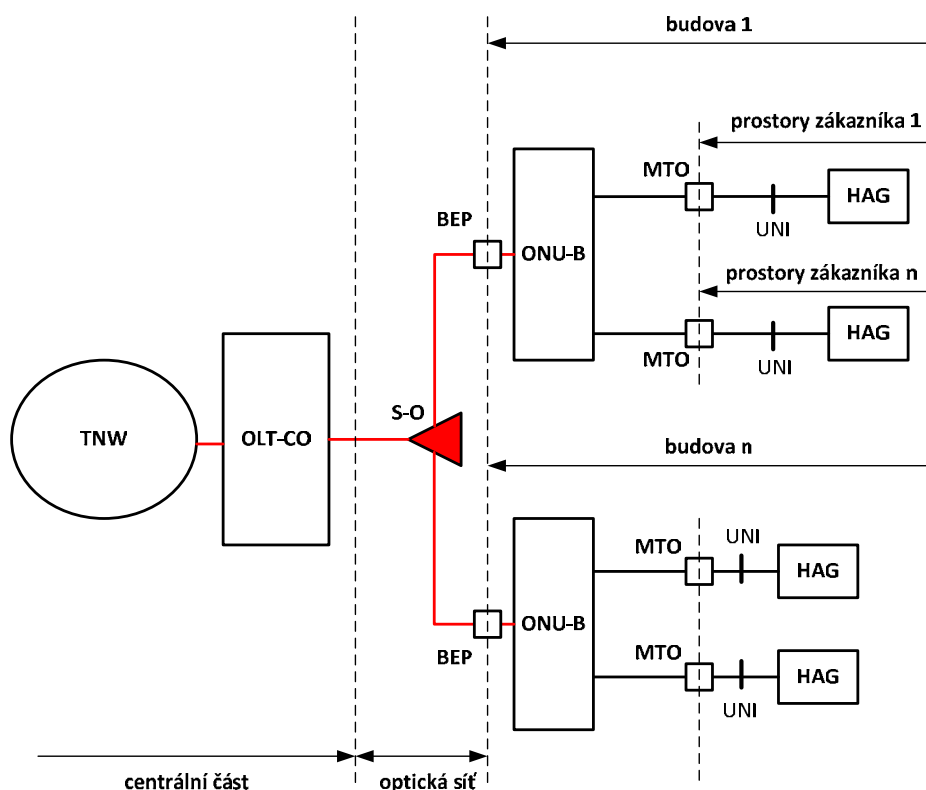 budova 1
prostory zákazníka 1
MTO
HAG
BEP
UNI
ONU-B
prostory zákazníka n
HAG
MTO
UNI
S-O
TNW
OLT-CO
budova n
UNI
MTO
HAG
ONU-B
BEP
MTO
HAG
UNI
centrální část
optická síť